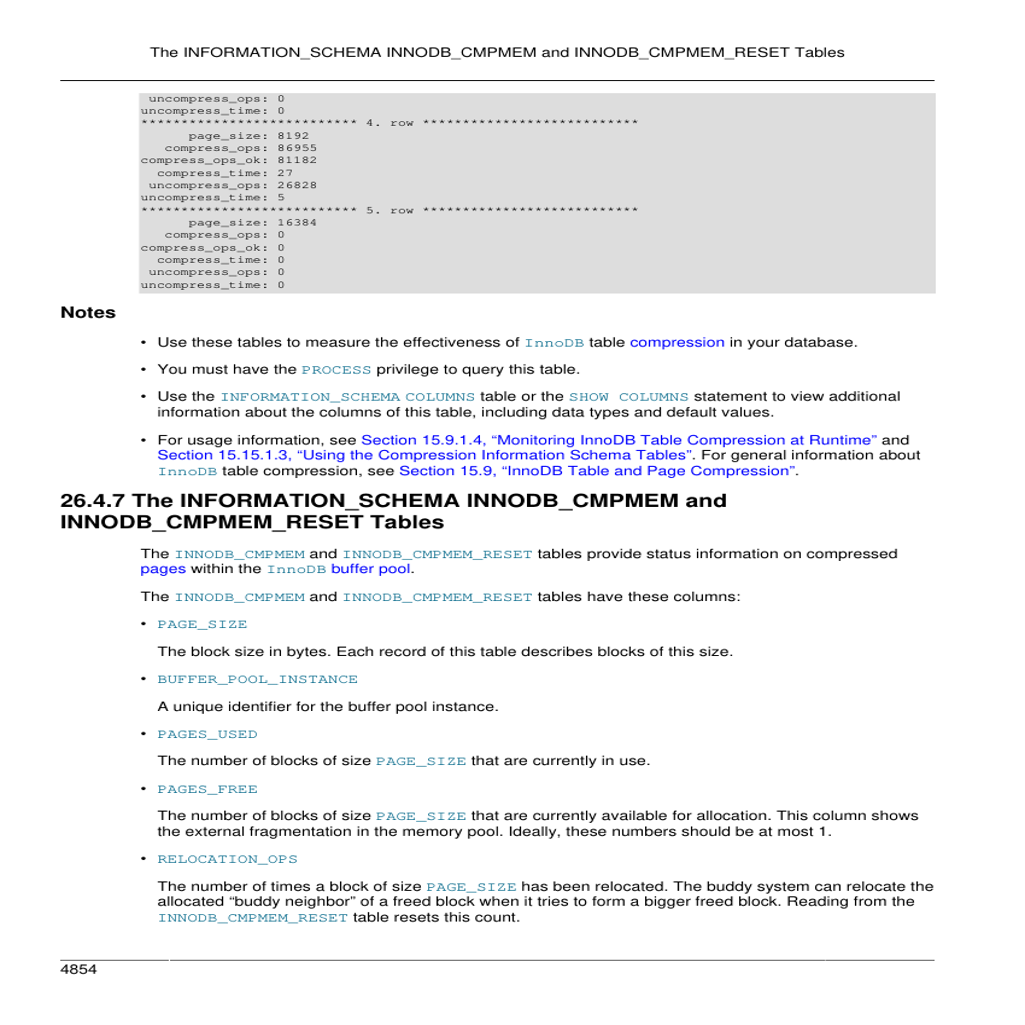 The INFORMATION_SCHEMA INNODB_CMPMEM and INNODB_CMPMEM_RESET Tables
uncompress_ops: 0
uncompress_time: 0
*************************** 4. row ***************************
page_size: 8192
compress_ops: 86955
compress_ops_ok: 81182
compress_time: 27
uncompress_ops: 26828
uncompress_time: 5
*************************** 5. row ***************************
page_size: 16384
compress_ops: 0
compress_ops_ok: 0
compress_time: 0
uncompress_ops: 0
uncompress_time: 0
Notes
• Use these tables to measure the effectiveness of InnoDB table compression in your database.
• You must have the PROCESS privilege to query this table.
• Use the INFORMATION_SCHEMA COLUMNS table or the SHOW COLUMNS statement to view additional
information about the columns of this table, including data types and default values.
• For usage information, see Section 15.9.1.4, “Monitoring InnoDB Table Compression at Runtime” and
Section 15.15.1.3, “Using the Compression Information Schema Tables”. For general information about
InnoDB table compression, see Section 15.9, “InnoDB Table and Page Compression”.
26.4.7 The INFORMATION_SCHEMA INNODB_CMPMEM and
INNODB_CMPMEM_RESET Tables
The INNODB_CMPMEM and INNODB_CMPMEM_RESET tables provide status information on compressed
pages within the InnoDB buffer pool.
The INNODB_CMPMEM and INNODB_CMPMEM_RESET tables have these columns:
• PAGE_SIZE
The block size in bytes. Each record of this table describes blocks of this size.
• BUFFER_POOL_INSTANCE
A unique identifier for the buffer pool instance.
• PAGES_USED
The number of blocks of size PAGE_SIZE that are currently in use.
• PAGES_FREE
The number of blocks of size PAGE_SIZE that are currently available for allocation. This column shows
the external fragmentation in the memory pool. Ideally, these numbers should be at most 1.
• RELOCATION_OPS
The number of times a block of size PAGE_SIZE has been relocated. The buddy system can relocate the
allocated “buddy neighbor” of a freed block when it tries to form a bigger freed block. Reading from the
INNODB_CMPMEM_RESET table resets this count.
4854